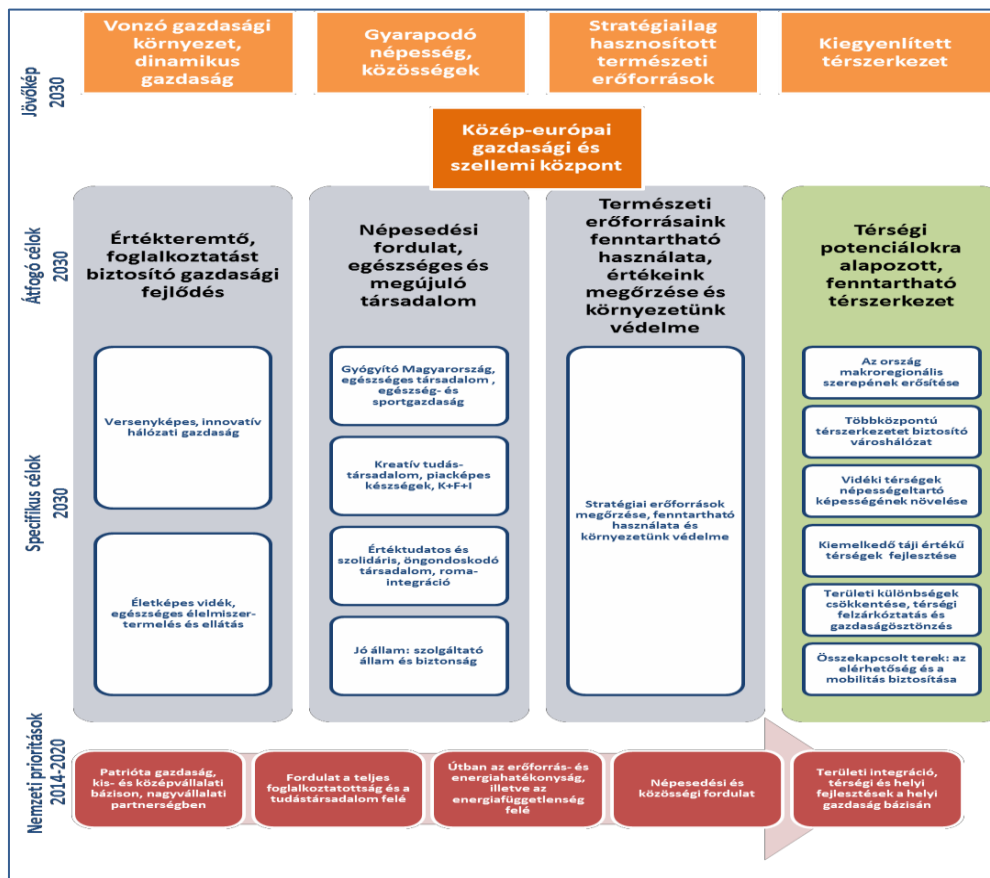 Jövőkép
2030
Vonzó gazdasági
környezet,
dinamikus
gazdaság
Gyarapodó
népesség,
közösségek
Stratégiailag
hasznosított
természeti
erőforrások
Kiegyenlített
térszerkezet
Közép-európai
gazdasági és
szellemi központ
Átfogó célok
2030
Értékteremtő,
foglalkoztatást
biztosító gazdasági
fejlődés
Népesedési
fordulat,
egészséges és
megújuló
társadalom
Természeti
erőforrásaink
fenntartható
használata,
értékeink
megőrzése és
környezetünk
védelme
Térségi
potenciálokra
alapozott,
fenntartható
térszerkezet
Specifikus célok
2030
Versenyképes, innovatív
hálózati gazdaság
Életképes vidék,
egészséges élelmiszer-
termelés és ellátás
Gyógyító Magyarország,
egészséges társadalom ,
egészség- és
sportgazdaság
Kreatív tudás-
társadalom, piacképes
készségek, K+F+I
Értéktudatos és
szolidáris, öngondoskodó
társadalom, roma-
integráció
Jó állam: szolgáltató
állam és biztonság
Stratégiai erőforrások
megőrzése, fenntartható
használata és
környezetünk védelme
Az ország
makroregionális
szerepének erősítése
Többközpontú
térszerkezetet biztosító
városhálózat
Vidéki térségek
népességeltartó
képességének növelése
Kiemelkedő táji értékű
térségek fejlesztése
Területi különbségek
csökkentése, térségi
felzárkóztatás és
gazdaságösztönzés
Összekapcsolt terek: az
elérhetőség és a
mobilitás biztosítása
Nemzeti prioritások
2014-2020
Patrióta gazdaság,
kis- és középvállalati
bázison, nagyvállalati
partnerségben
Fordulat a teljes
foglalkoztatottság és a
tudástársadalom felé
Útban az erőforrás- és
energiahatékonyság,
illetve az
energiafüggetlenség
felé
Népesedési és
közösségi fordulat
Területi integráció,
térségi és helyi
fejlesztések a helyi
gazdaság bázisán